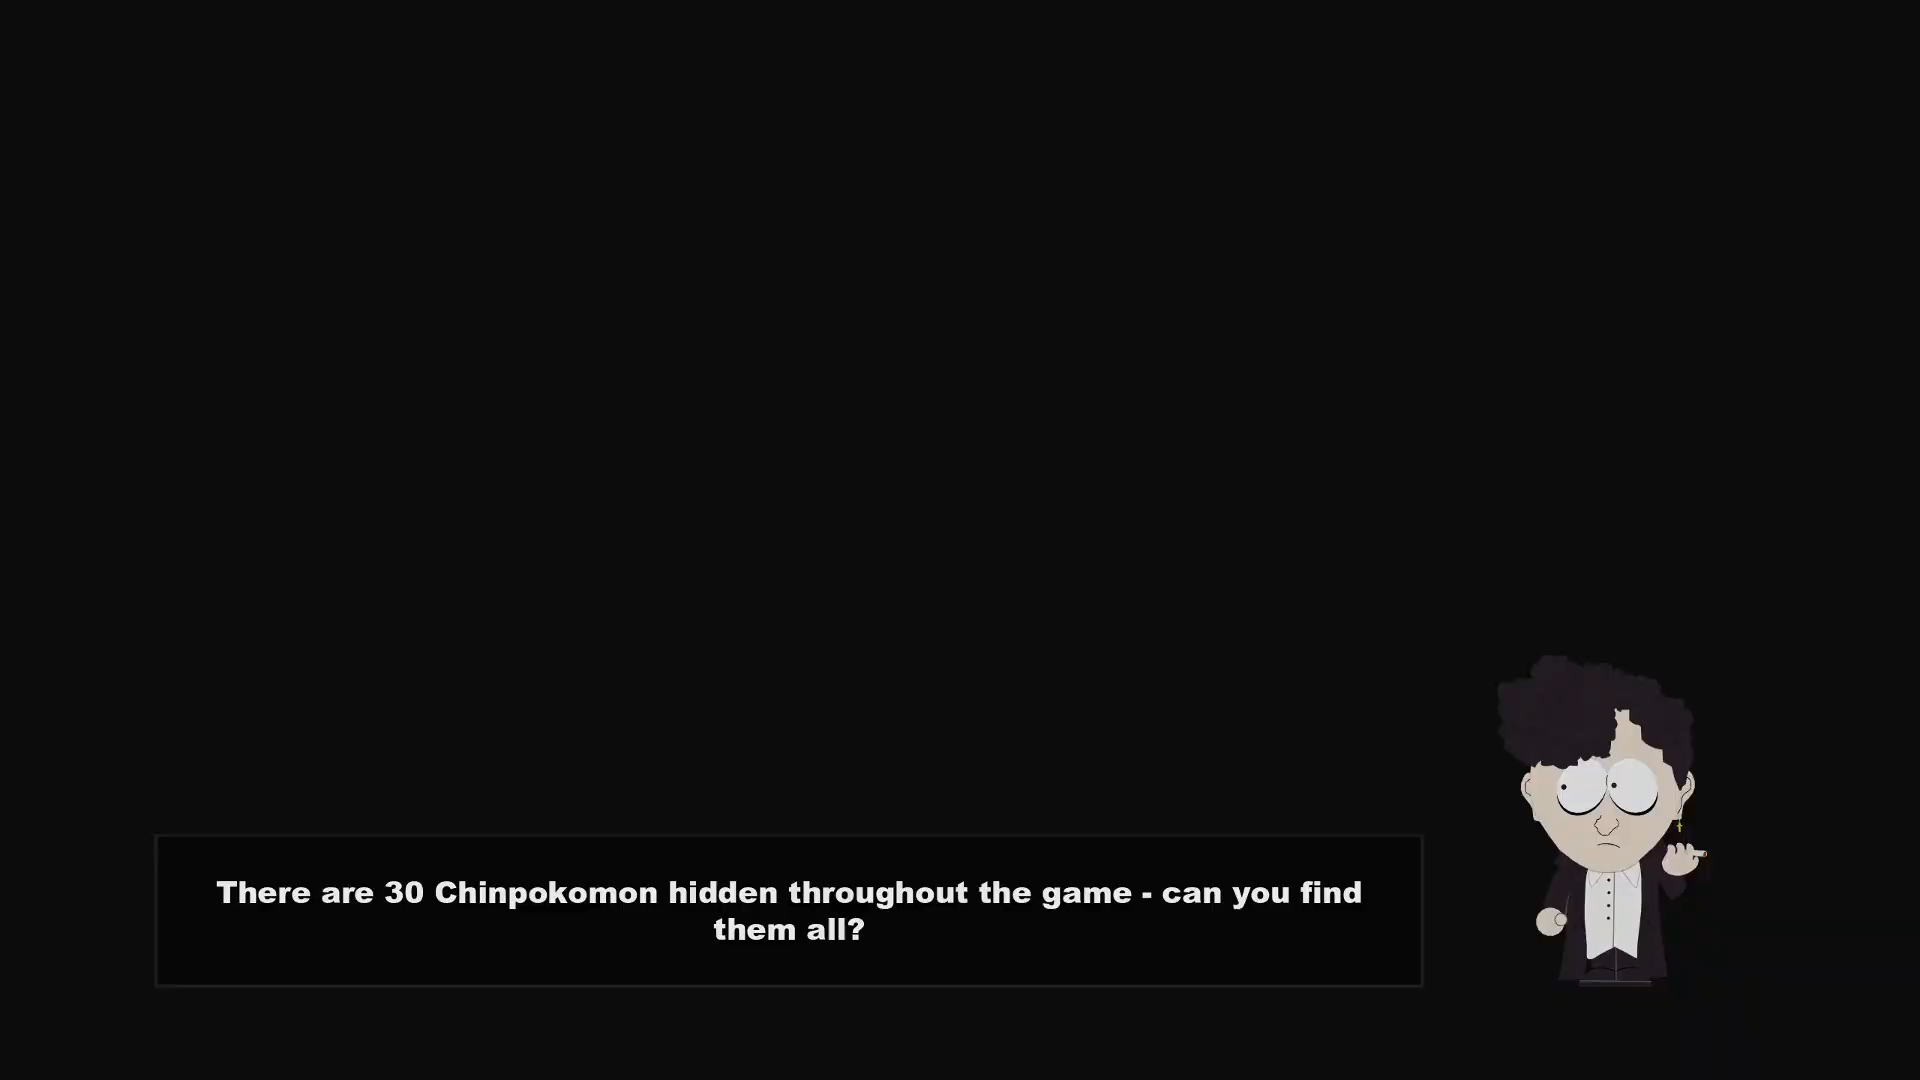 There are 30 Chinpokomon hidden throughout the game - can you find
them all?